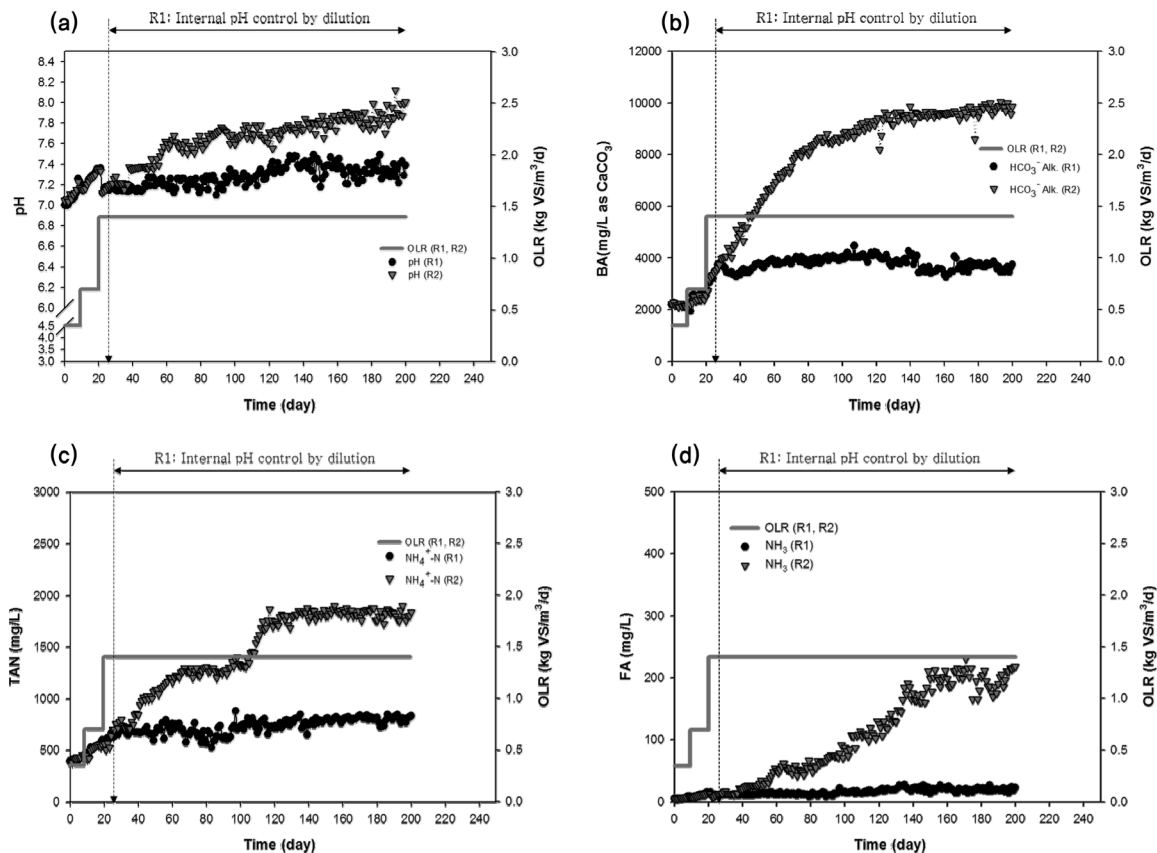 (a)
R1: Internal pH control by dilution
8.4
8.2
8.0
7.8
7.6
7.4
7.2
7.0
6.8
6.6
6.4
6.2
6.0
4.5
4.0
3.5
3.0
pH
3.0
2.5
2.0
1.5
1.0
0.5
0.0
OLR (kg VS/m³/d)
OLR (R1, R2)
pH (R1)
pH (R2)
0 20 40 60 80 100 120 140 160 180 200 220 240
Time (day)
(b)
R1: Internal pH control by dilution
12000
10000
8000
6000
4000
2000
0
BA(mg/L as CaCO₃)
3.0
2.5
2.0
1.5
1.0
0.5
0.0
OLR (kg VS/m³/d)
OLR (R1, R2)
HCO₃⁻ Alk. (R1)
HCO₃⁻ Alk. (R2)
0 20 40 60 80 100 120 140 160 180 200 220 240
Time (day)
(c)
R1: Internal pH control by dilution
3000
2500
2000
1500
1000
500
0
TAN (mg/L)
3.0
2.5
2.0
1.5
1.0
0.5
0.0
OLR (kg VS/m³/d)
OLR (R1, R2)
NH₄⁺-N (R1)
NH₄⁺-N (R2)
0 20 40 60 80 100 120 140 160 180 200 220 240
Time (day)
(d)
R1: Internal pH control by dilution
500
400
300
200
100
0
FA (mg/L)
3.0
2.5
2.0
1.5
1.0
0.5
0.0
OLR (kg VS/m³/d)
OLR (R1, R2)
NH₃ (R1)
NH₃ (R2)
0 20 40 60 80 100 120 140 160 180 200 220 240
Time (day)